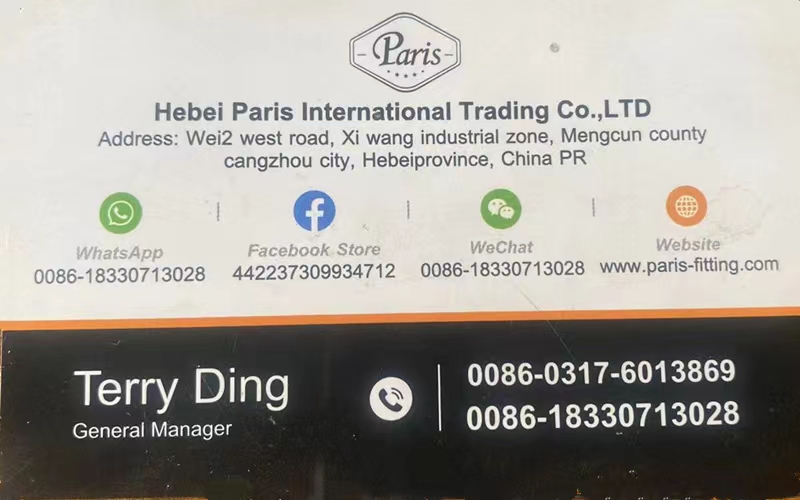 Paris
Hebei Paris International Trading Co.,LTD
Address: Wei2 west road, Xi wang industrial zone, Mengcun county
cangzhou city, Hebeiprovince, China PR
WhatsApp
0086-18330713028
Facebook Store
442237309934712
WeChat
0086-18330713028
Website
www.paris-fitting.com
Terry Ding
General Manager
0086-0317-6013869
0086-18330713028